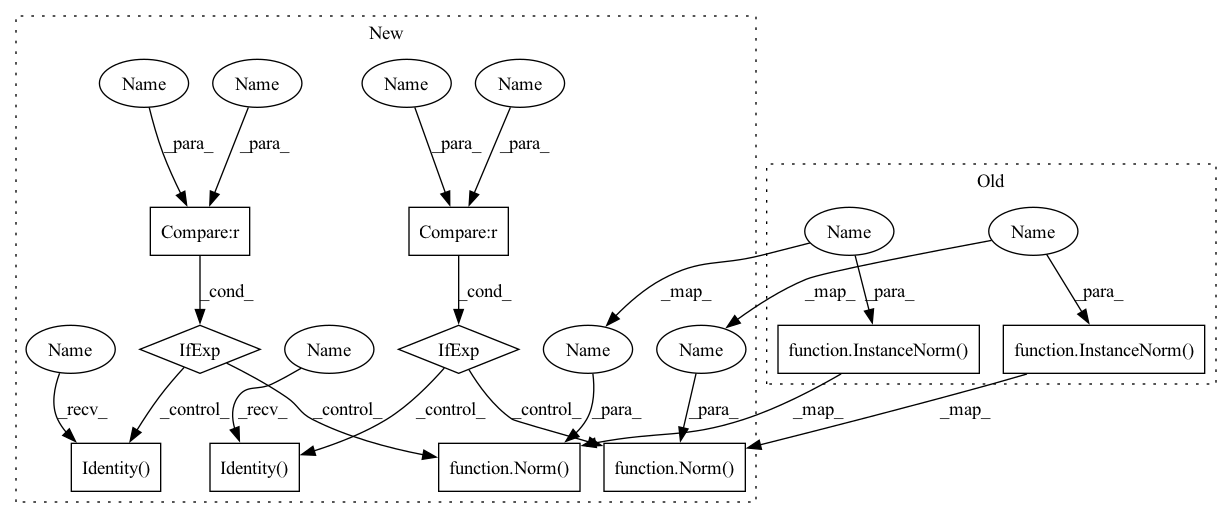 New
Name
Name
Name
Name
_para_
_para_
_para_
_para_
Old
Compare:r
Compare:r
Name
Name
_cond_
_cond_
_map_
_map_
_para_
_para_
Name
IfExp
Name
IfExp
Name
Name
function.InstanceNorm()
function.InstanceNorm()
_recv_
_control_
_recv_
_control_
_control_
_control_
_para_
_para_
_map_
_map_
Identity()
Identity()
function.Norm()
function.Norm()